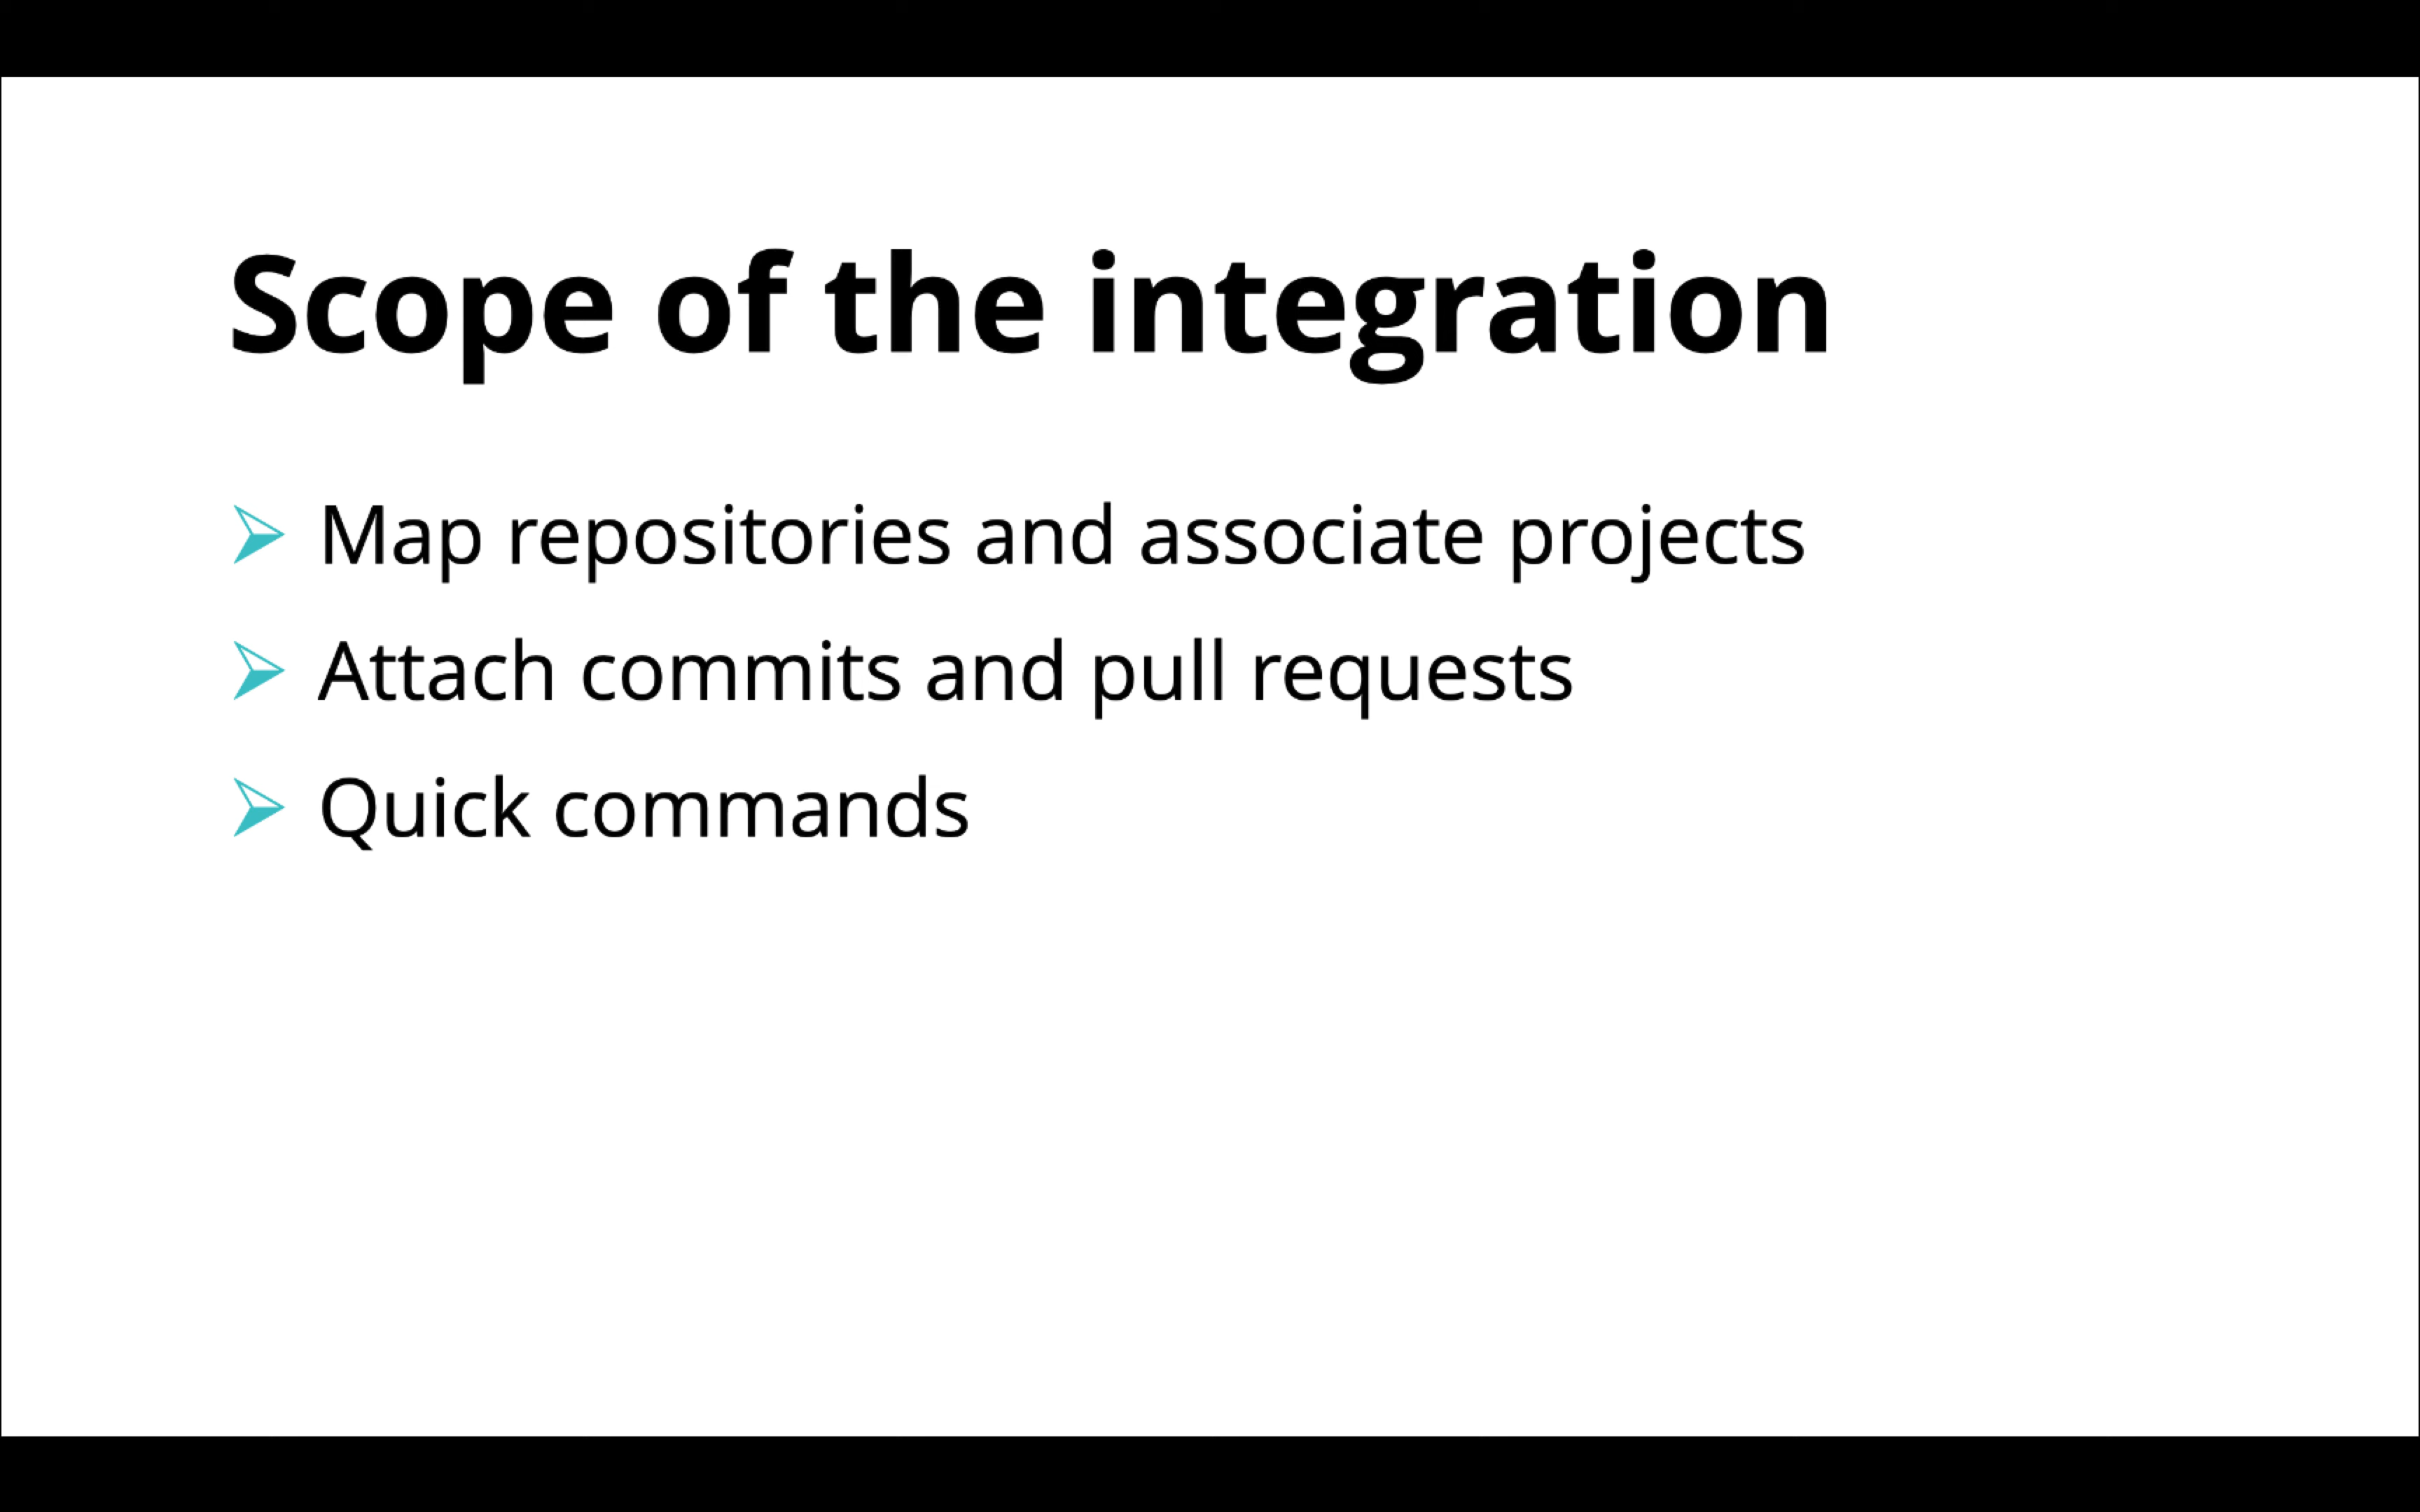 Scope of the integration
Map repositories and associate projects
Attach commits and pull requests
Quick commands